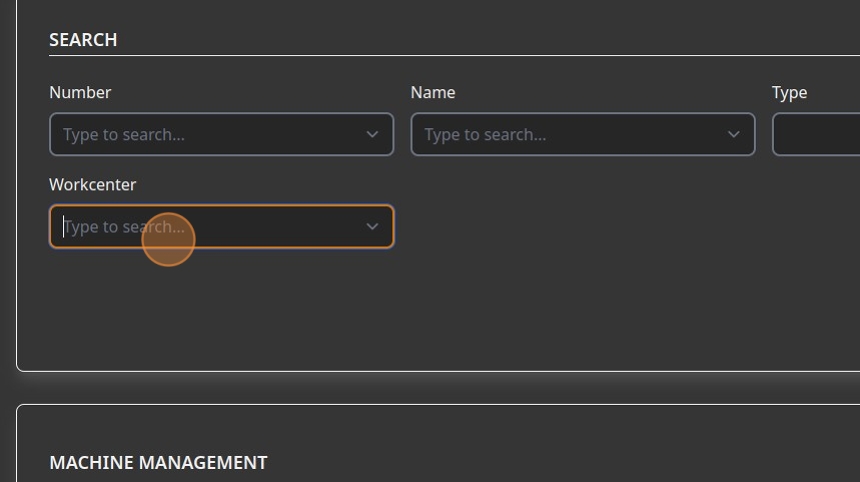 SEARCH
Number Name Type
Type to search... Type to search...
Workcenter
Type to search...
MACHINE MANAGEMENT